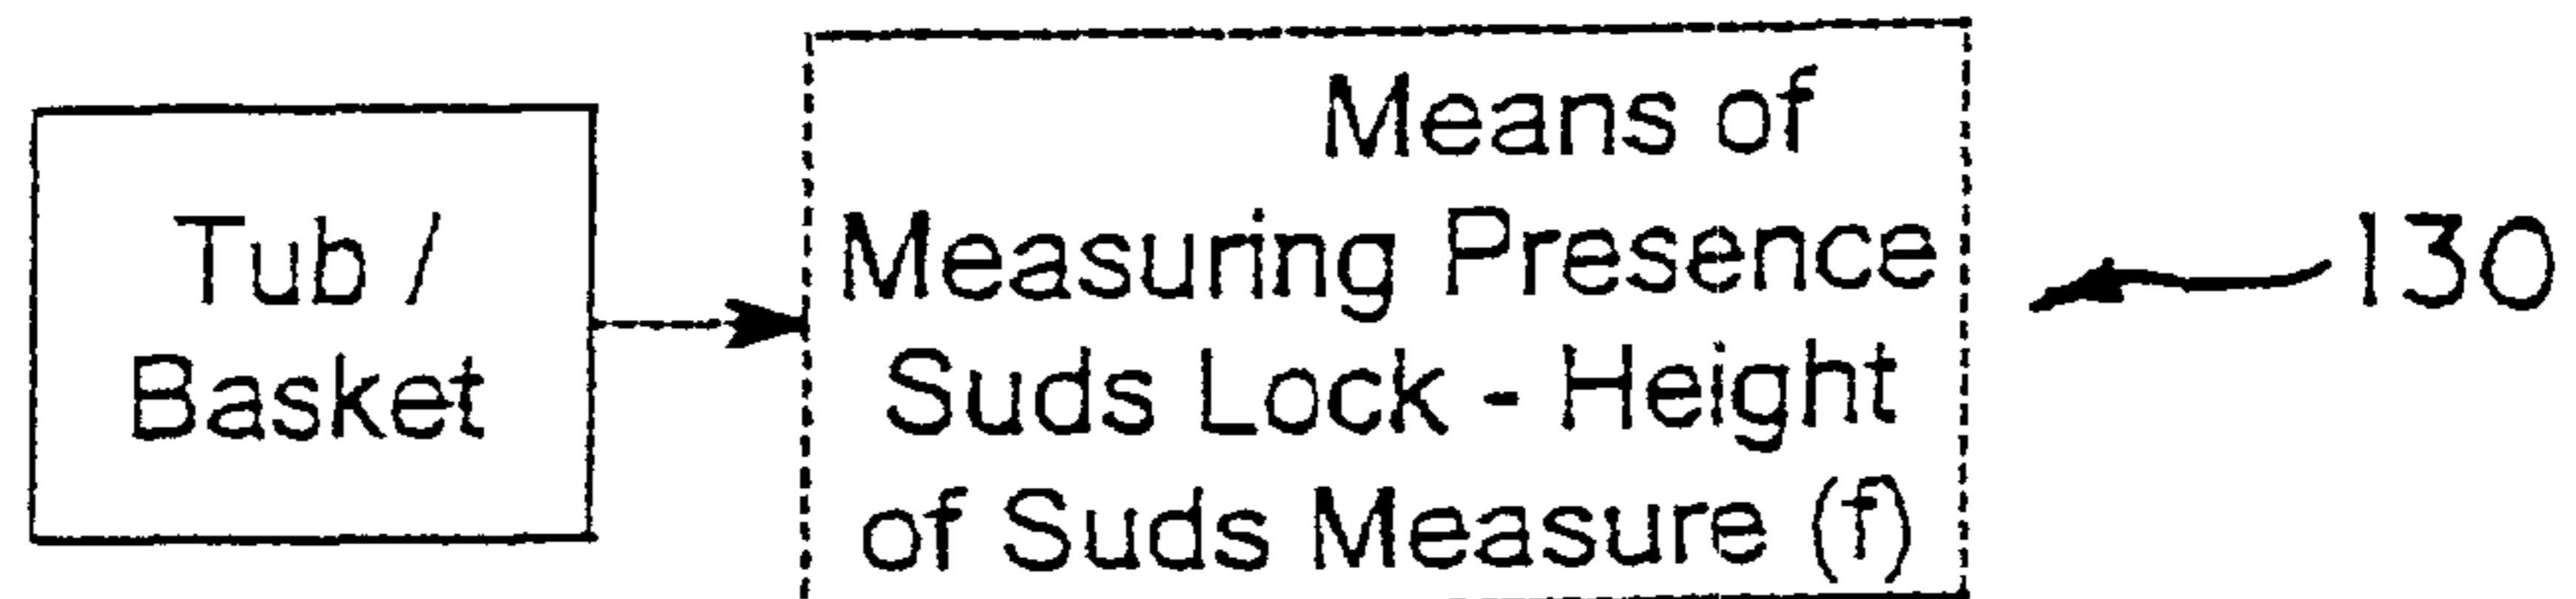 Tub /
Basket
Means of
Measuring Presence
Suds Lock - Height
of Suds Measure (f)
130